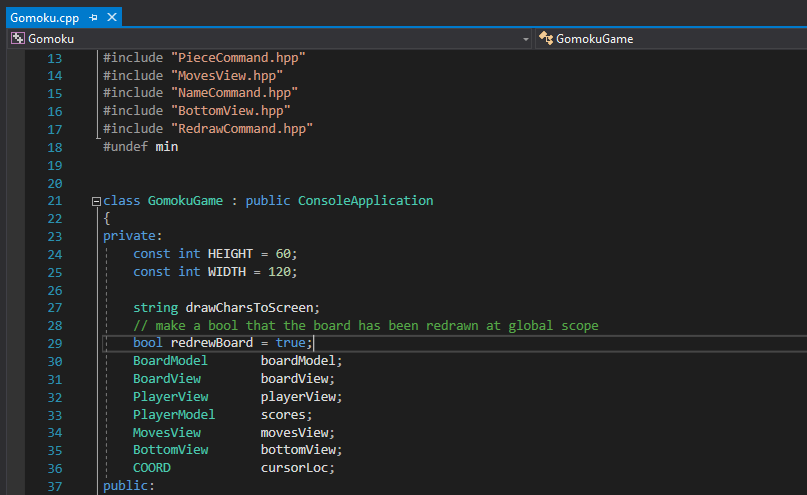 Gomoku.cpp
Gomoku GomokuGame
13 #include "PieceCommand.hpp"
14 #include "MovesView.hpp"
15 #include "NameCommand.hpp"
16 #include "BottomView.hpp"
17 #include "RedrawCommand.hpp"
18 #undef min
19
20
21 class GomokuGame : public ConsoleApplication
22 {
23 private:
24 const int HEIGHT = 60;
25 const int WIDTH = 120;
26
27 string drawCharsToScreen;
28 // make a bool that the board has been redrawn at global scope
29 bool redrewBoard = true;
30 BoardModel boardModel;
31 BoardView boardView;
32 PlayerView playerView;
33 PlayerModel scores;
34 MovesView movesView;
35 BottomView bottomView;
36 COORD cursorLoc;
37 public: